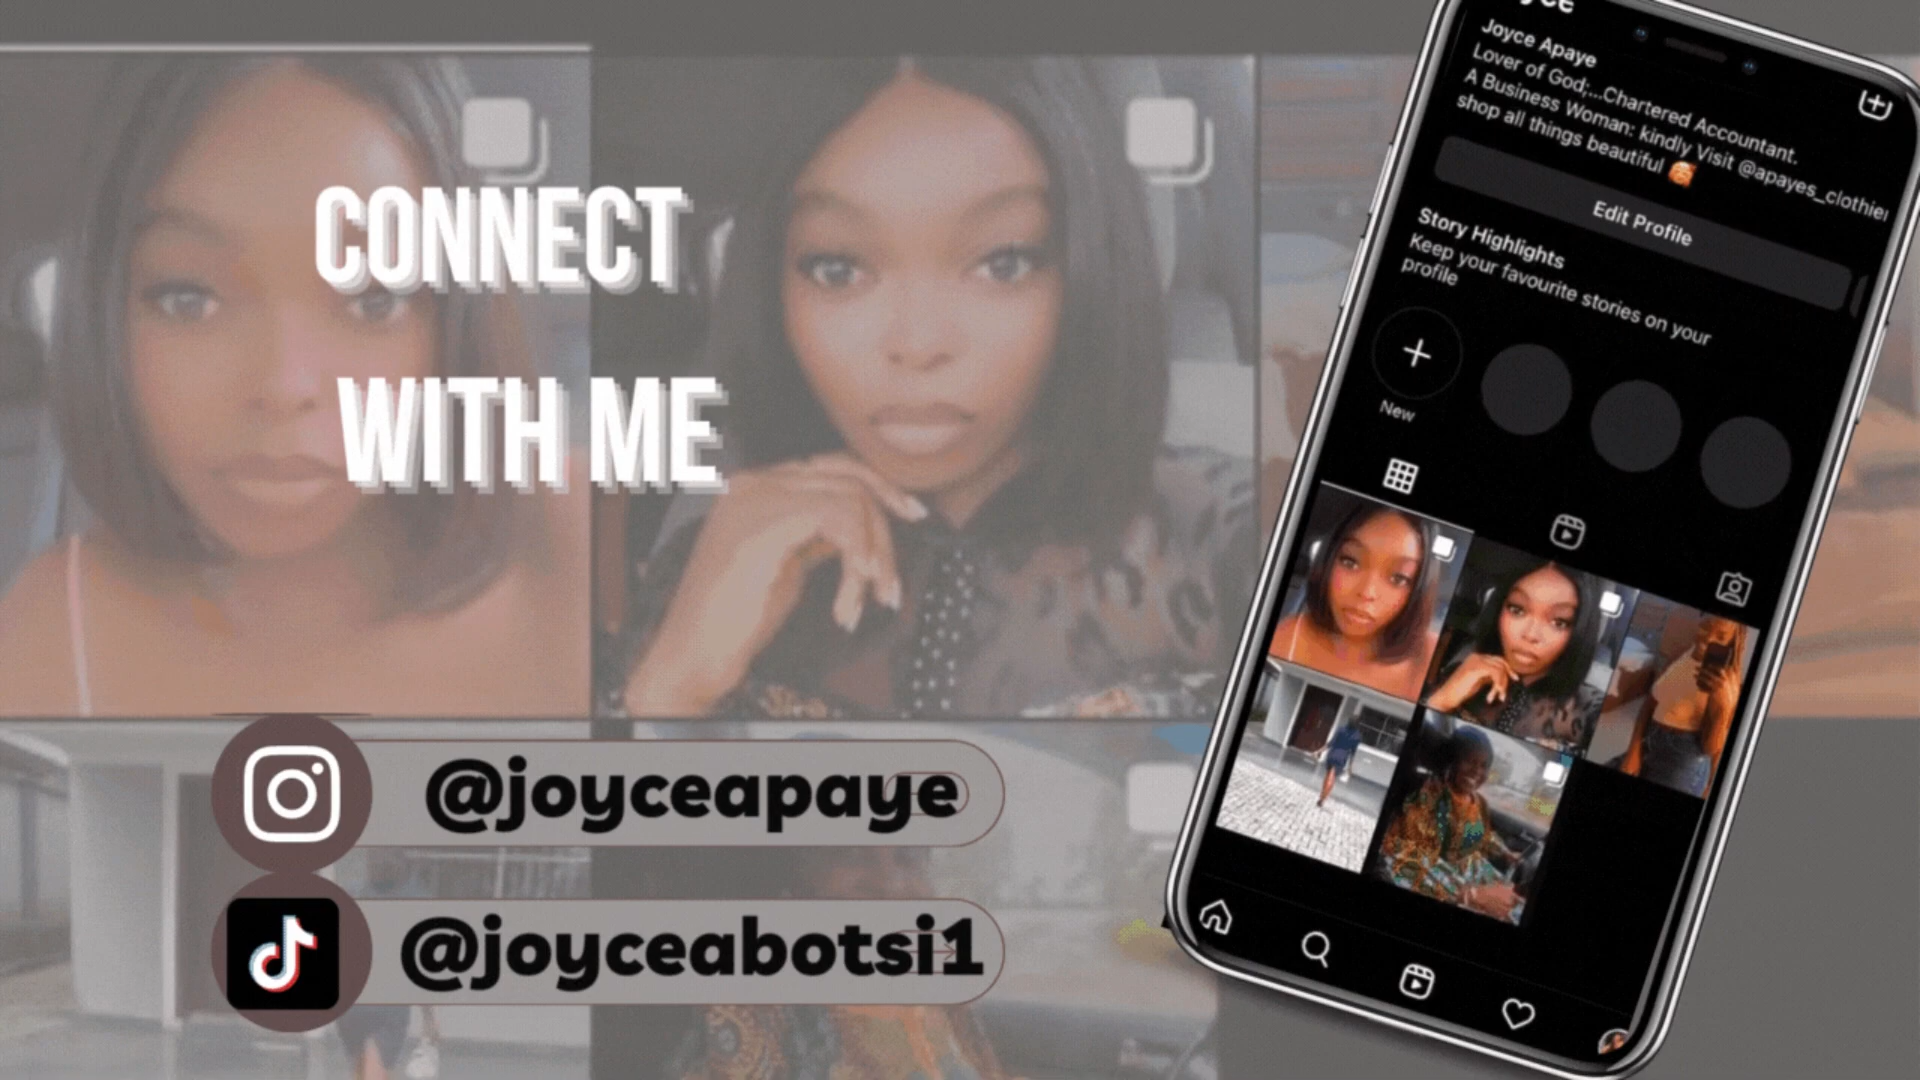 CONNECT
WITH ME
@joyceapaye
@joyceabotsi1
Joyce Apaye
Lover of God;...Chartered Accountant.
A Business Woman: kindly Visit @apayes_clothier
shop all things beautiful 🥰
Edit Profile
Story Highlights
Keep your favourite stories on your
profile
New